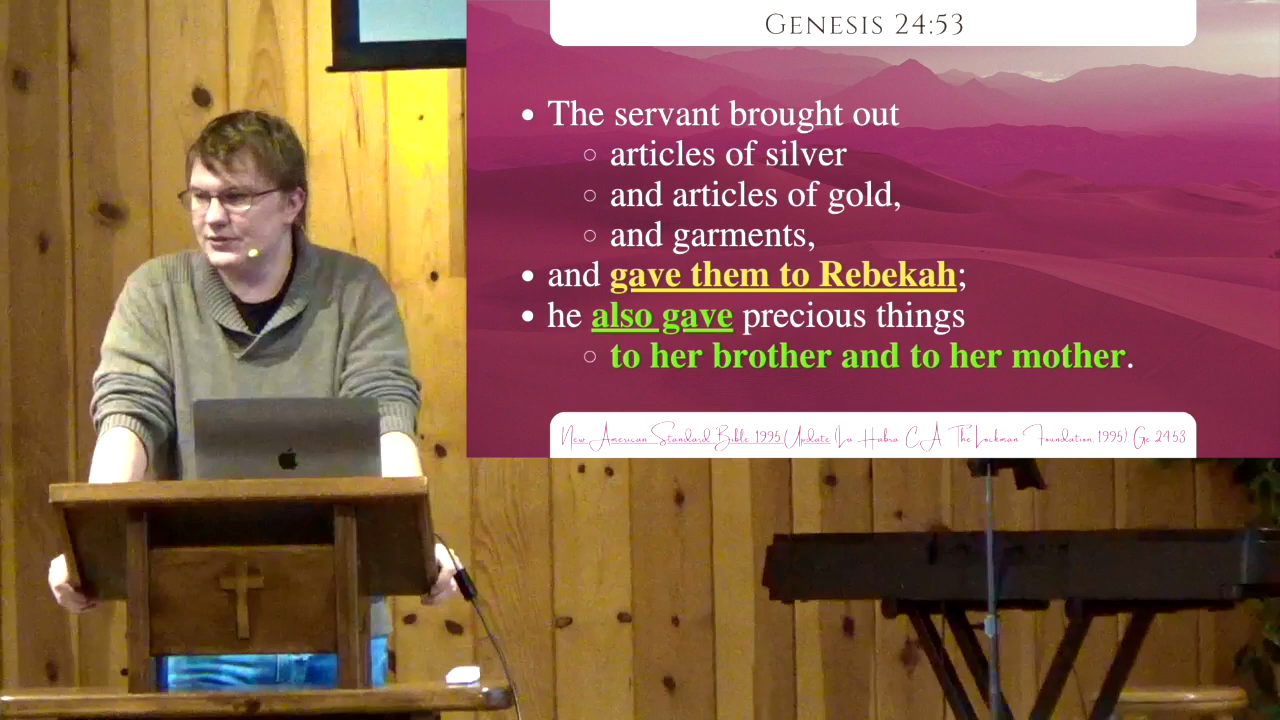 Genesis 24:53
• The servant brought out
○ articles of silver
○ and articles of gold,
○ and garments,
• and gave them to Rebekah;
• he also gave precious things
○ to her brother and to her mother.
New American Standard Bible: 1995 Update (La Habra, CA: The Lockman Foundation, 1995), Ge 24:53